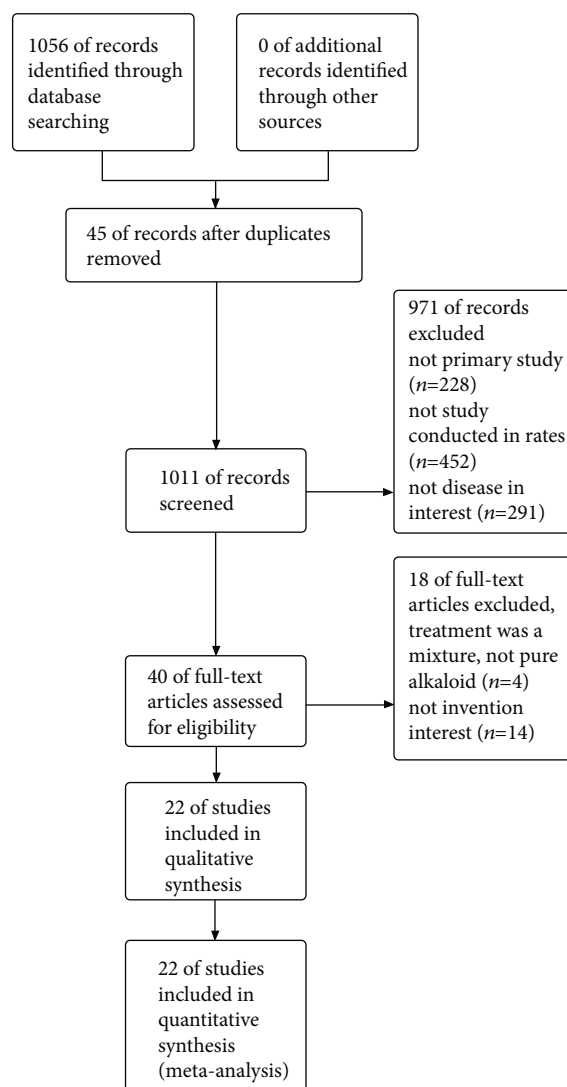 1056 of records
identified through
database
searching
0 of additional
records identified
through other
sources
45 of records after duplicates
removed
971 of records
excluded
not primary study
(n=228)
not study
conducted in rates
(n=452)
not disease in
interest (n=291)
1011 of records
screened
18 of full-text
articles excluded,
treatment was a
mixture, not pure
alkaloid (n=4)
not invention
interest (n=14)
40 of full-text
articles assessed
for eligibility
22 of studies
included in
qualitative
synthesis
22 of studies
included in
quantitative
synthesis
(meta-analysis)